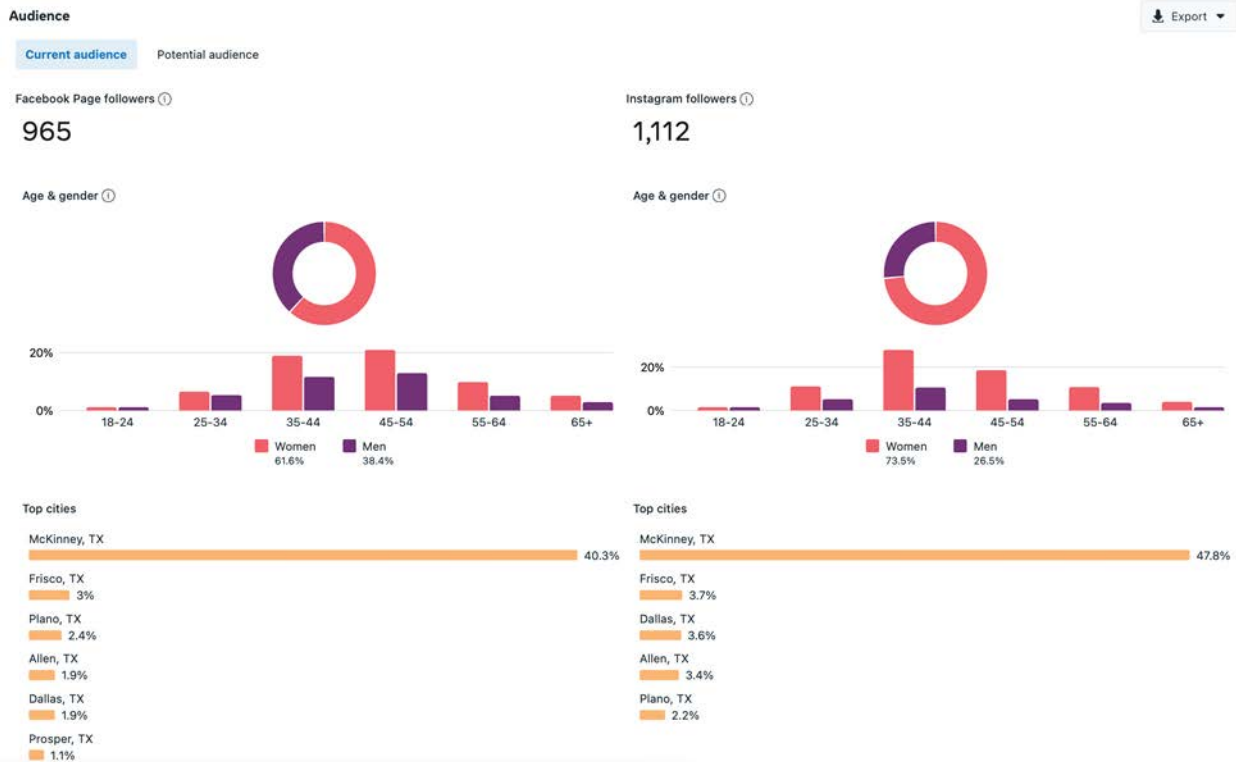 Audience
Export
Current audience
Potential audience
Facebook Page followers
965
Age & gender
20%
0%
18-24 25-34 35-44 45-54 55-64 65+
Women Men
61.6% 38.4%
Top cities
McKinney, TX
40.3%
Frisco, TX
3%
Plano, TX
2.4%
Allen, TX
1.9%
Dallas, TX
1.9%
Prosper, TX
1.1%
Instagram followers
1,112
Age & gender
20%
0%
18-24 25-34 35-44 45-54 55-64 65+
Women Men
73.5% 26.5%
Top cities
McKinney, TX
47.8%
Frisco, TX
3.7%
Dallas, TX
3.6%
Allen, TX
3.4%
Plano, TX
2.2%